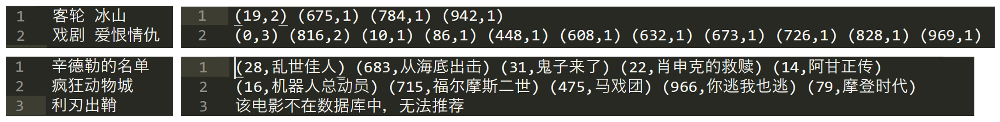 1 客轮 冰山
2 戏剧 爱恨情仇
1 (19,2) (675,1) (784,1) (942,1)
2 (0,3) (816,2) (10,1) (86,1) (448,1) (608,1) (632,1) (673,1) (726,1) (828,1) (969,1)
1 辛德勒的名单
2 疯狂动物城
3 利刃出鞘
1 (28,乱世佳人) (683,从海底出击) (31,鬼子来了) (22,肖申克的救赎) (14,阿甘正传)
2 (16,机器人总动员) (715,福尔摩斯二世) (475,马戏团) (966,你逃我也逃) (79,摩登时代)
3 该电影不在数据库中，无法推荐